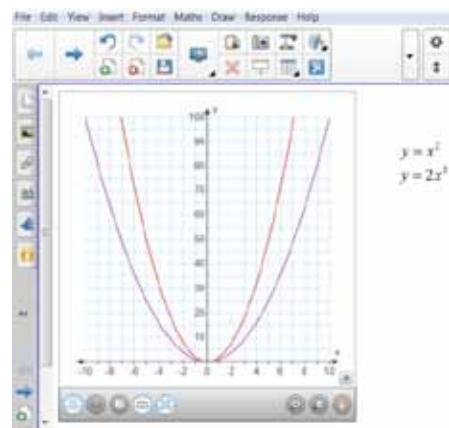 File Edit View Insert Format Maths Draw Response Help
y
100
90
80
70
60
50
40
30
20
10
x
-10 -8 -6 -4 -2 0 2 4 6 8 10
y = x²
y = 2x²